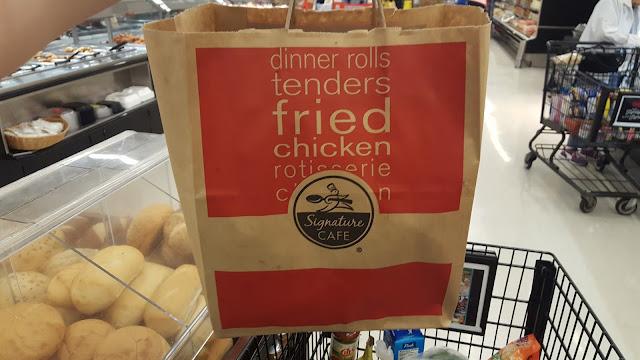 dinner rolls
tenders
fried
chicken
rotisserie
Signature
CAFE
®